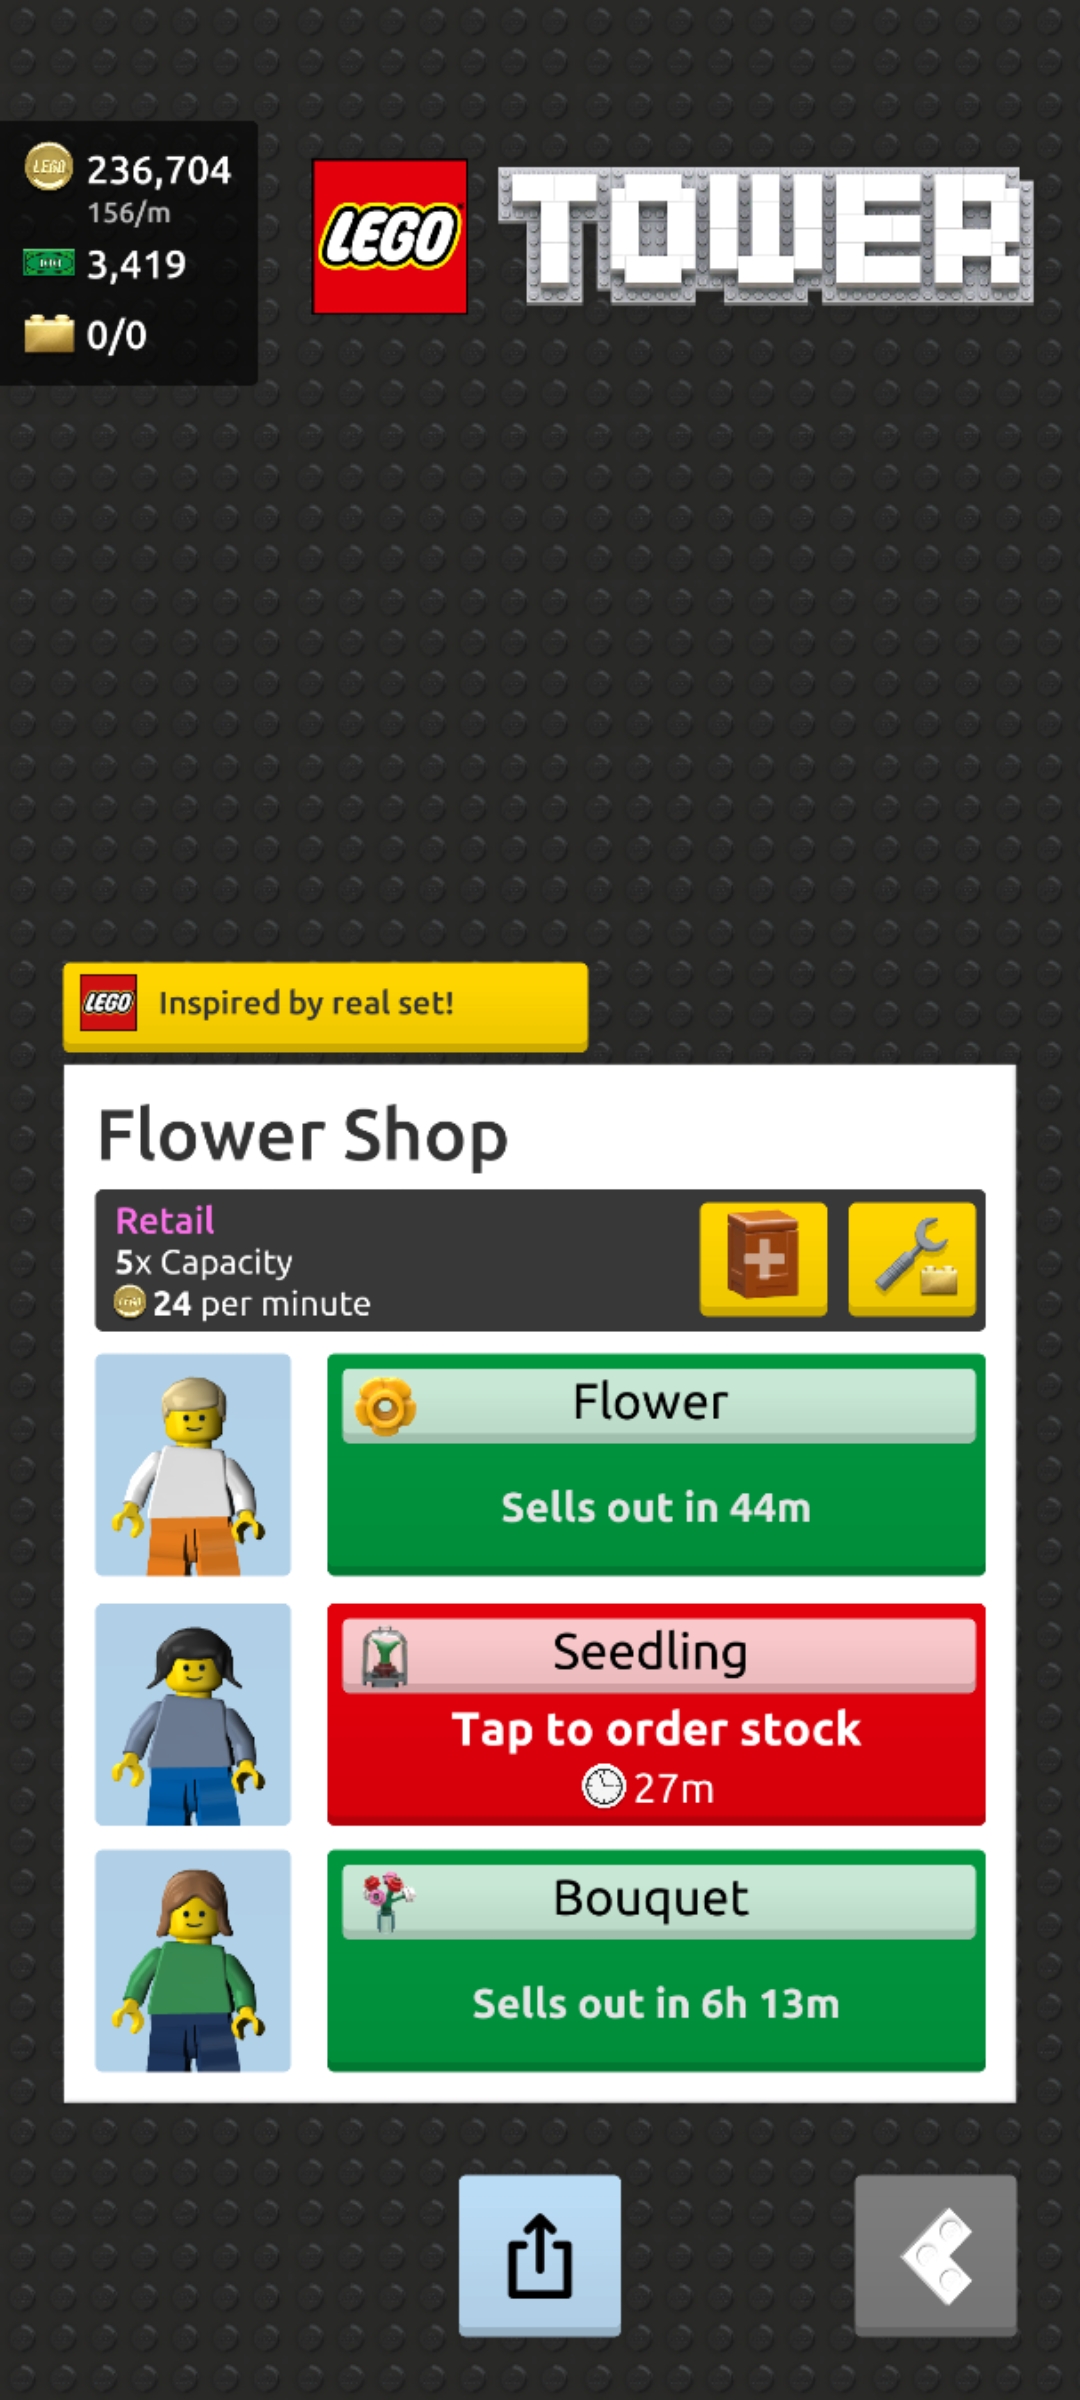 236,704
156/m
3,419
0/0
LEGO TOWER
LEGO Inspired by real set!
Flower Shop
Retail
5x Capacity
24 per minute
Flower
Sells out in 44m
Seedling
Tap to order stock
27m
Bouquet
Sells out in 6h 13m